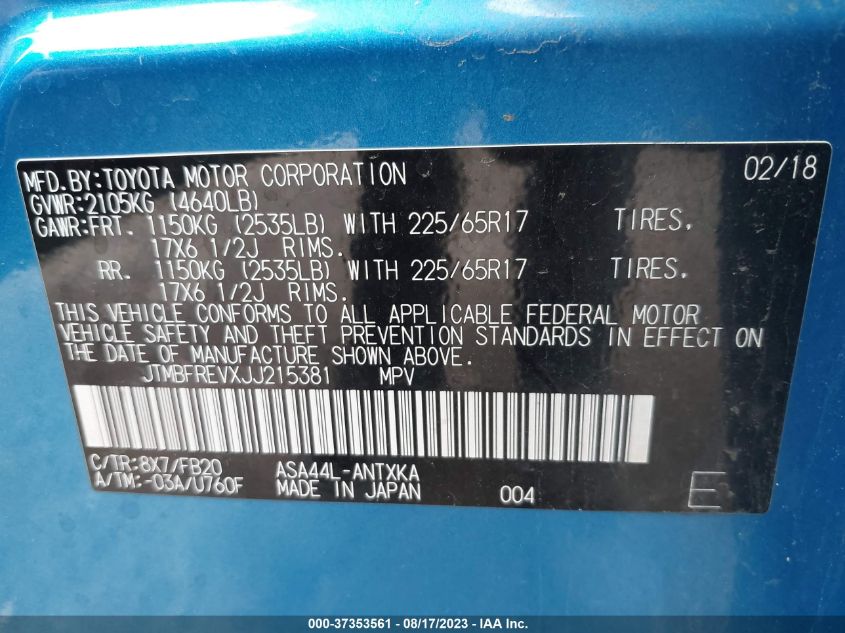 MFD.BY:TOYOTA MOTOR CORPORATION 02/18
GVWR:2105KG (4640LB)
GAWR:FRT. 1150KG (2535LB) WITH 225/65R17 TIRES.
17X6 1/2J RIMS.
RR. 1150KG (2535LB) WITH 225/65R17 TIRES.
17X6 1/2J RIMS.
THIS VEHICLE CONFORMS TO ALL APPLICABLE FEDERAL MOTOR
VEHICLE SAFETY AND THEFT PREVENTION STANDARDS IN EFFECT ON
THE DATE OF MANUFACTURE SHOWN ABOVE.
JTMBFREVXJJ215381 MPV
C/TR:8X7/FB20 ASA44L-ANTXKA
A/TM:-03A/U760F MADE IN JAPAN 004 E
000-37353561 - 08/17/2023 - IAA Inc.